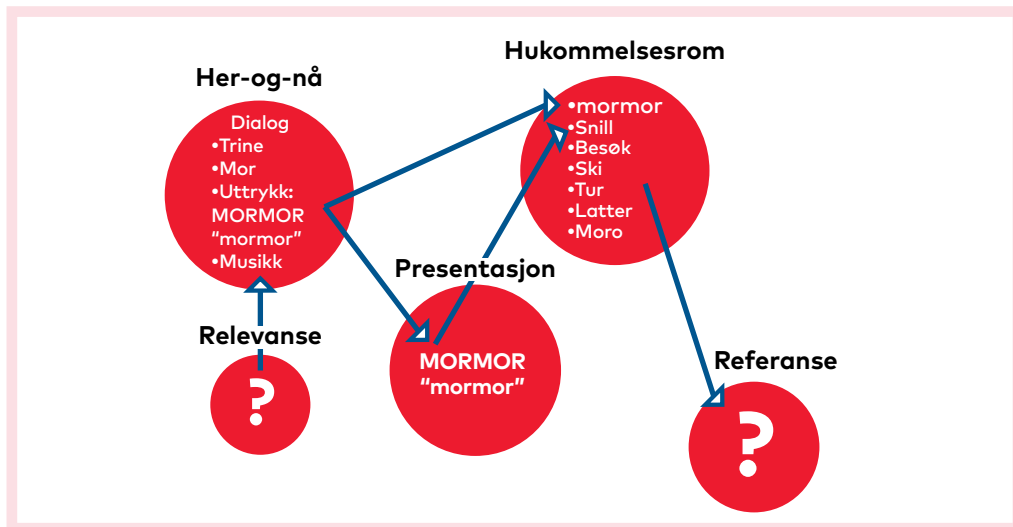 Hukommelsesrom
Her-og-nå
Dialog
•Trine
•Mor
•Uttrykk:
MORMOR
“mormor”
•Musikk
•mormor
•Snill
•Besøk
•Ski
•Tur
•Latter
•Moro
Presentasjon
MORMOR
“mormor”
Relevanse
?
Referanse
?